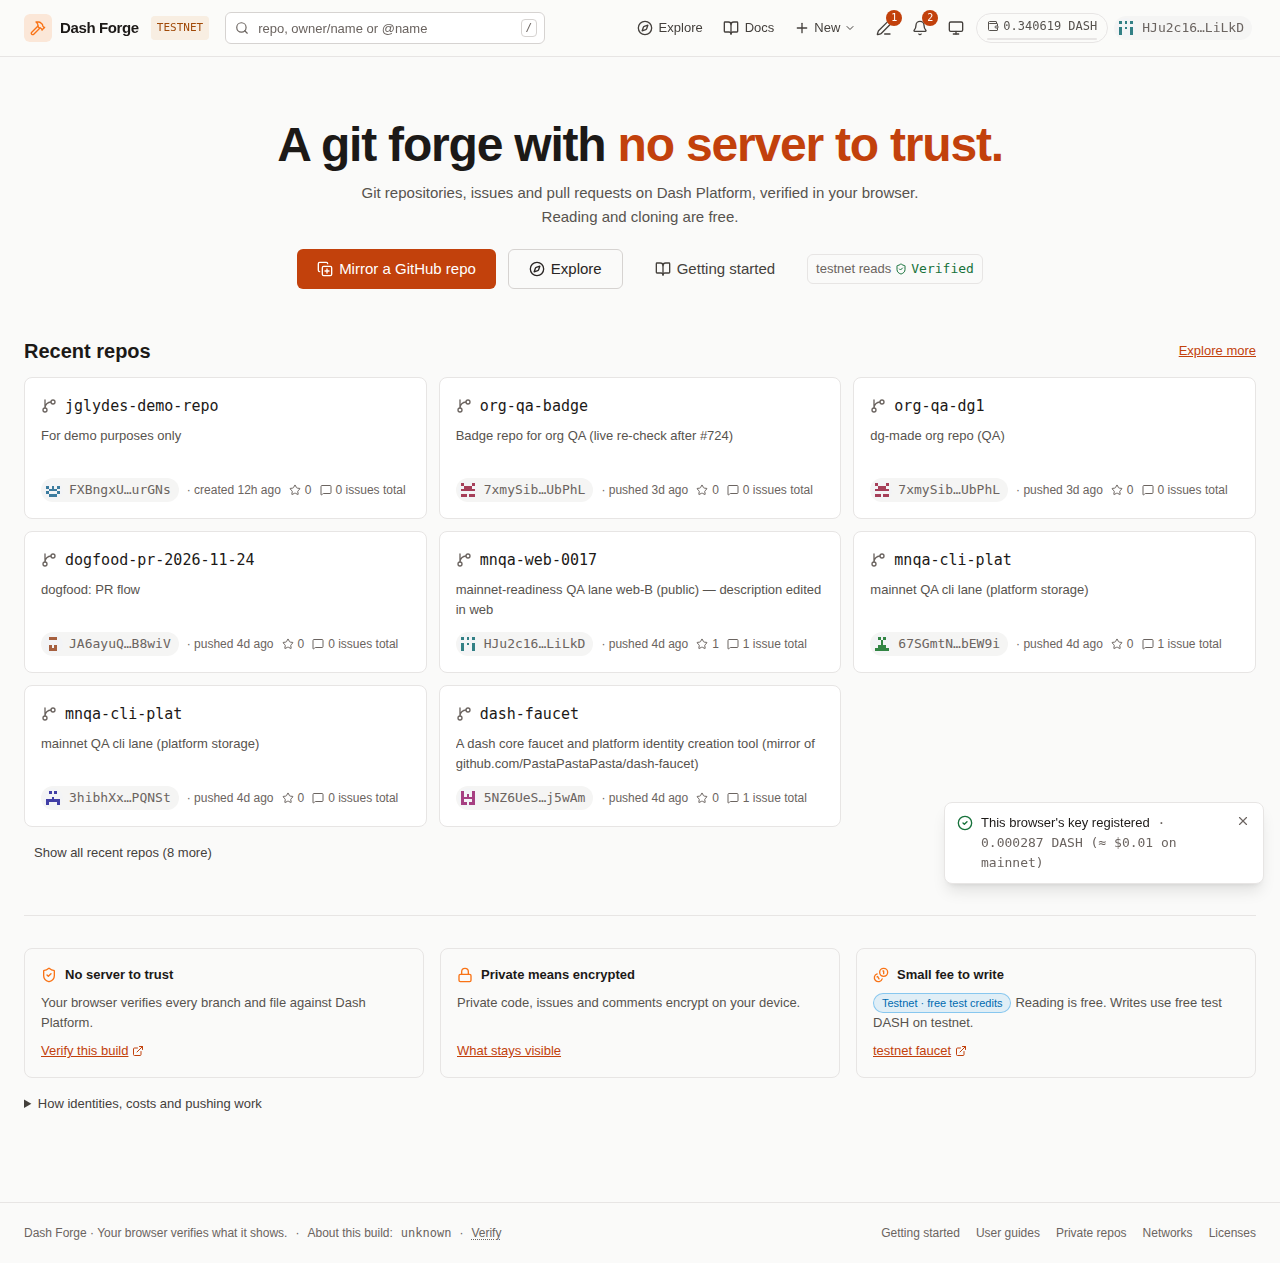 Dash Forge TESTNET repo, owner/name or @name / Explore Docs New 1 2 0.340619 DASH HJu2c16…LiLkD
A git forge with no server to trust.
Git repositories, issues and pull requests on Dash Platform, verified in your browser.
Reading and cloning are free.
Mirror a GitHub repo Explore Getting started testnet reads Verified
Recent repos Explore more
jglydes-demo-repo
For demo purposes only
FXBngxU…urGNs · created 12h ago 0 0 issues total
org-qa-badge
Badge repo for org QA (live re-check after #724)
7xmySib…UbPhL · pushed 3d ago 0 0 issues total
org-qa-dg1
dg-made org repo (QA)
7xmySib…UbPhL · pushed 3d ago 0 0 issues total
dogfood-pr-2026-11-24
dogfood: PR flow
JA6ayuQ…B8wiV · pushed 4d ago 0 0 issues total
mnqa-web-0017
mainnet-readiness QA lane web-B (public) — description edited
in web
HJu2c16…LiLkD · pushed 4d ago 1 1 issue total
mnqa-cli-plat
mainnet QA cli lane (platform storage)
67SGmtN…bEW9i · pushed 4d ago 0 1 issue total
mnqa-cli-plat
mainnet QA cli lane (platform storage)
3hibhXx…PQNSt · pushed 4d ago 0 0 issues total
dash-faucet
A dash core faucet and platform identity creation tool (mirror of
github.com/PastaPastaPasta/dash-faucet)
5NZ6UeS…j5wAm · pushed 4d ago 0 1 issue total
This browser's key registered ·
0.000287 DASH (≈ $0.01 on
mainnet)
Show all recent repos (8 more)
No server to trust
Your browser verifies every branch and file against Dash
Platform.
Verify this build
Private means encrypted
Private code, issues and comments encrypt on your device.
What stays visible
Small fee to write
Testnet · free test credits Reading is free. Writes use free test
DASH on testnet.
testnet faucet
How identities, costs and pushing work
Dash Forge · Your browser verifies what it shows. · About this build: unknown · Verify Getting started User guides Private repos Networks Licenses